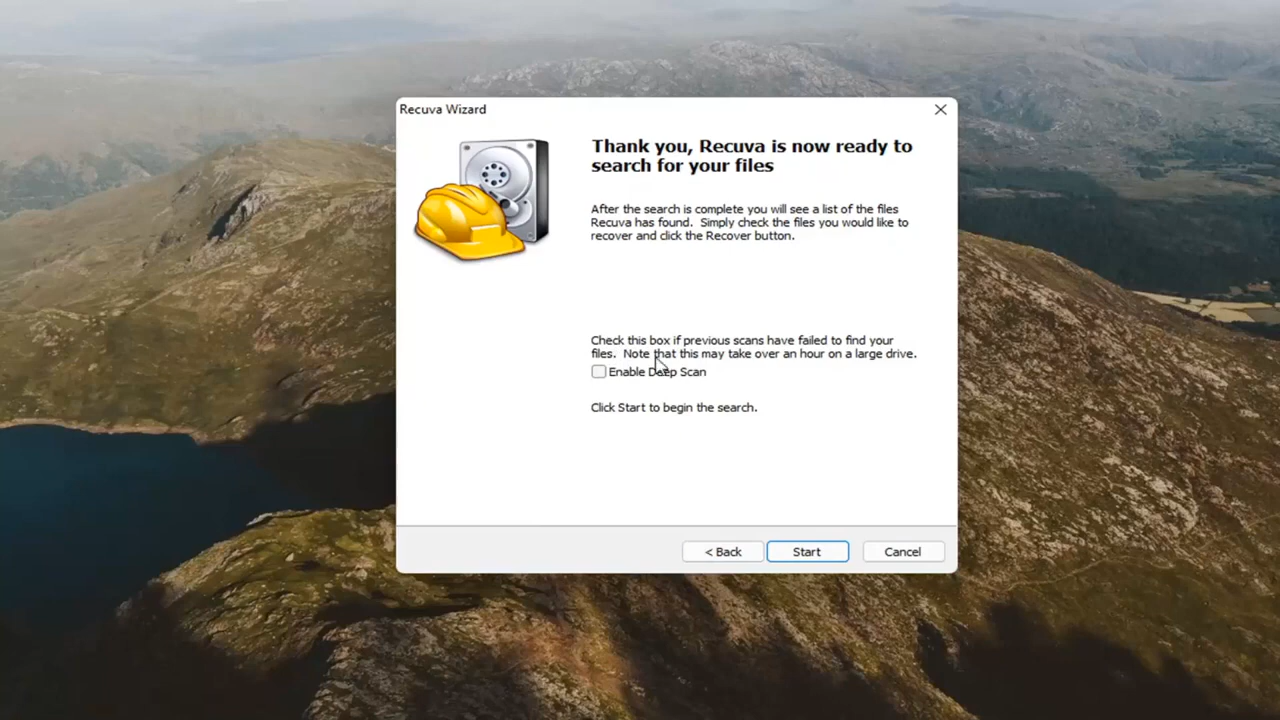 Recuva Wizard
Thank you, Recuva is now ready to
search for your files
After the search is complete you will see a list of the files
Recuva has found.  Simply check the files you would like to
recover and click the Recover button.
Check this box if previous scans have failed to find your
files.  Note that this may take over an hour on a large drive.
Enable Deep Scan
Click Start to begin the search.
< Back
Start
Cancel